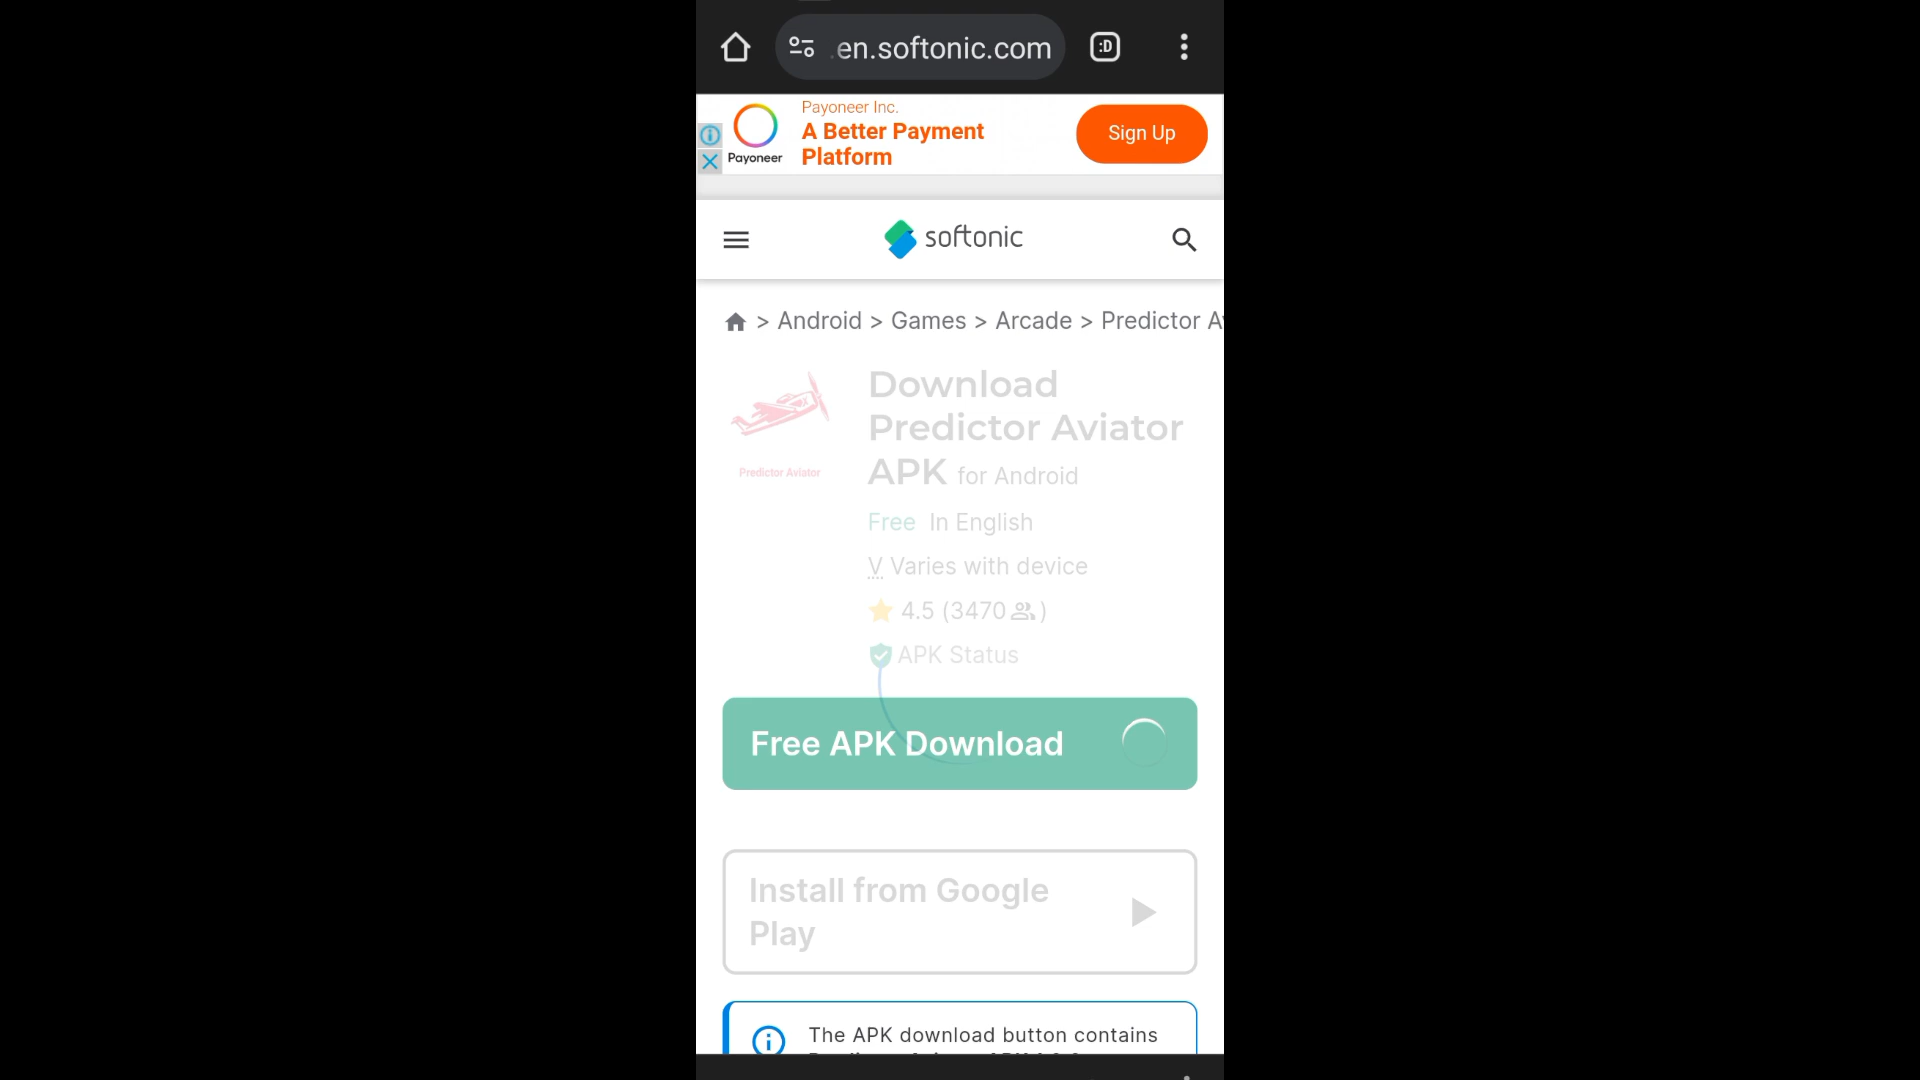 .en.softonic.com
:D
Payoneer Inc.
A Better Payment
Platform
Sign Up
Payoneer
softonic
> Android > Games > Arcade > Predictor Av
Download
Predictor Aviator
APK for Android
Predictor Aviator
Free In English
V Varies with device
4.5 (3470)
APK Status
Free APK Download
Install from Google
Play
The APK download button contains